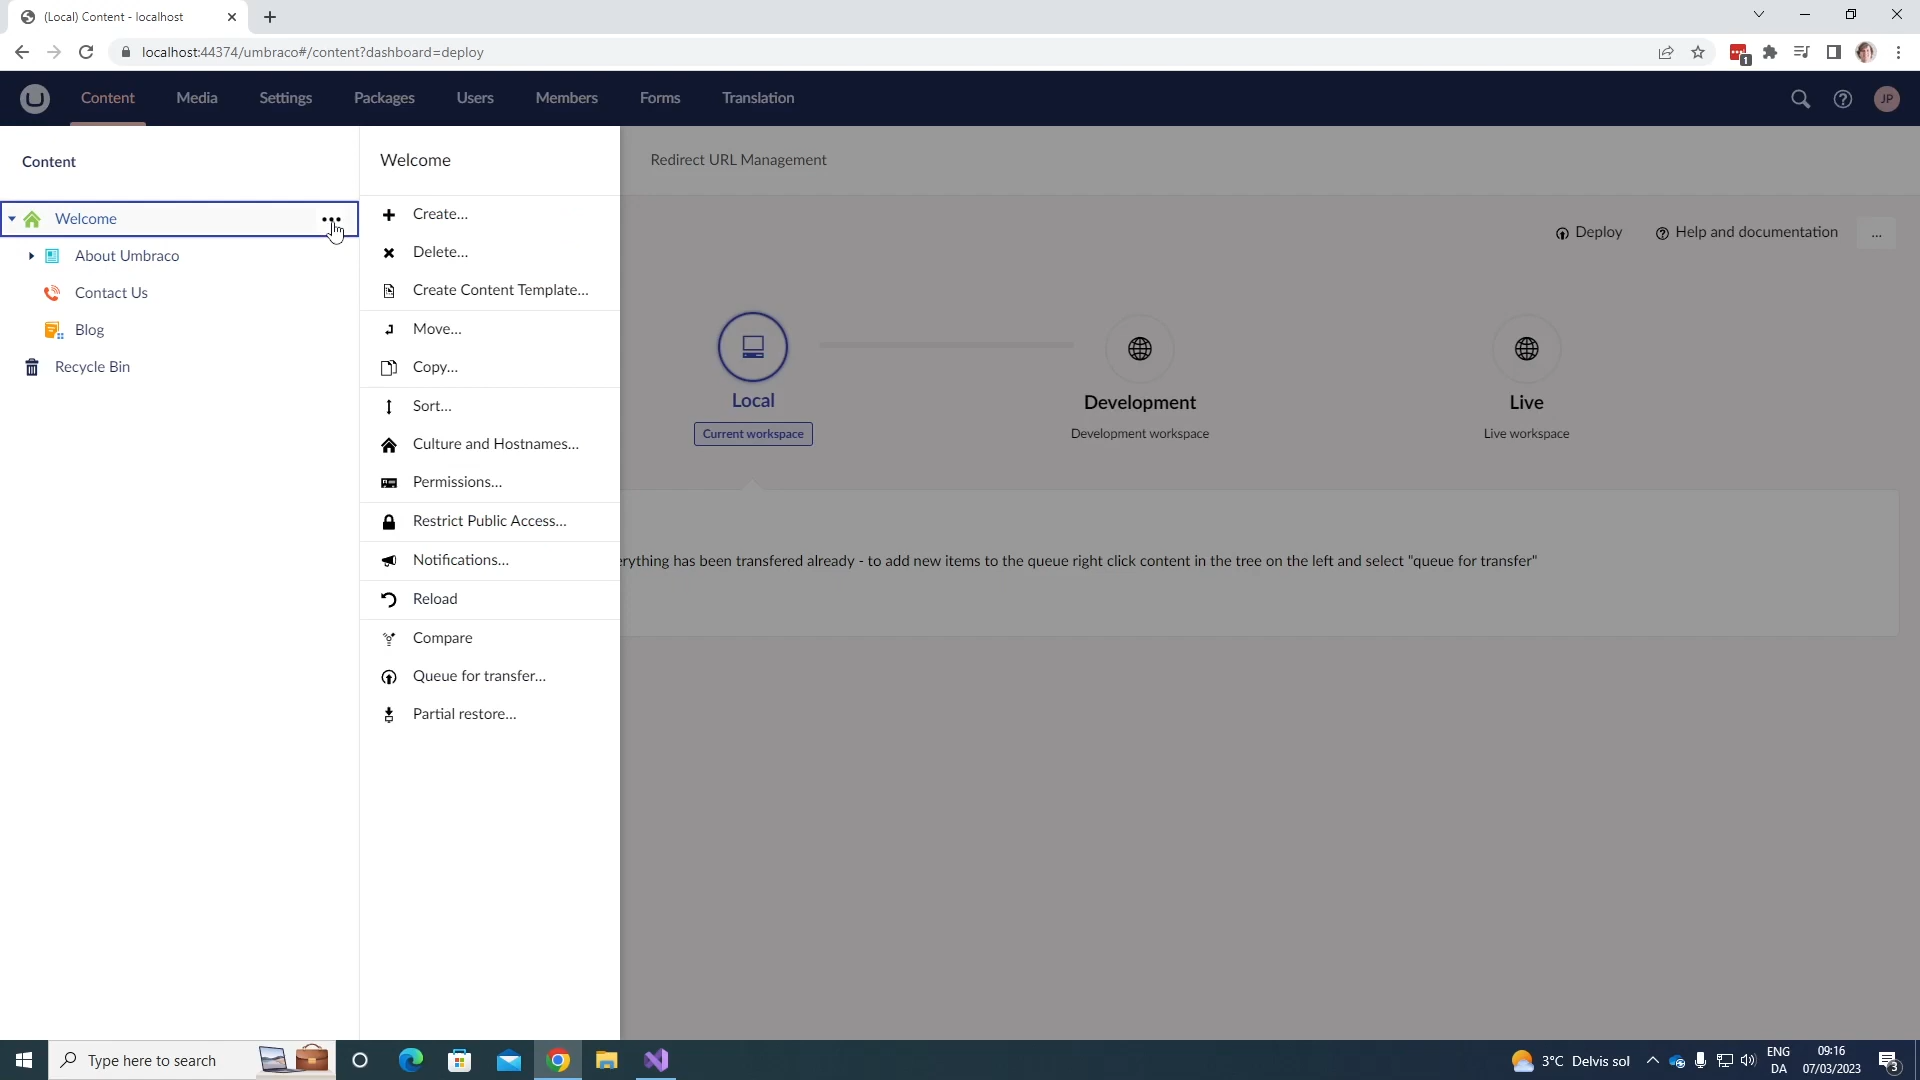 (Local) Content - localhost
localhost:44374/umbraco#/content?dashboard=deploy
1
Content Media Settings Packages Users Members Forms Translation
JP
Content
Welcome
About Umbraco
Contact Us
Blog
Recycle Bin
Welcome
Create...
Delete...
Create Content Template...
Move...
Copy...
Sort...
Culture and Hostnames...
Permissions...
Restrict Public Access...
Notifications...
Reload
Compare
Queue for transfer...
Partial restore...
Redirect URL Management
Deploy Help and documentation ...
Local
Current workspace
Development
Development workspace
Live
Live workspace
erything has been transfered already - to add new items to the queue right click content in the tree on the left and select "queue for transfer"
Type here to search
3°C Delvis sol
ENG
DA
09:16
07/03/2023
3